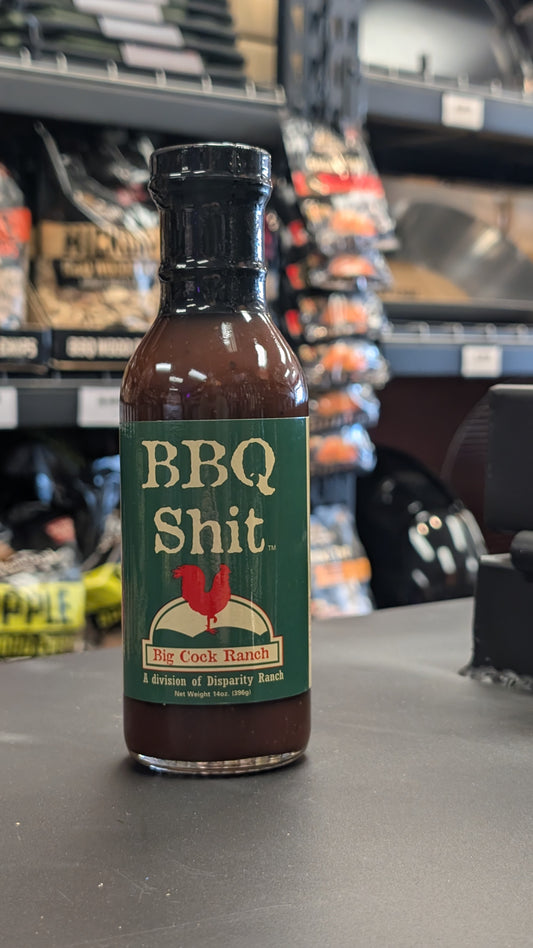 BBQ
Shit™
Big Cock Ranch
A division of Disparity Ranch
Net Weight 14oz. (396g)